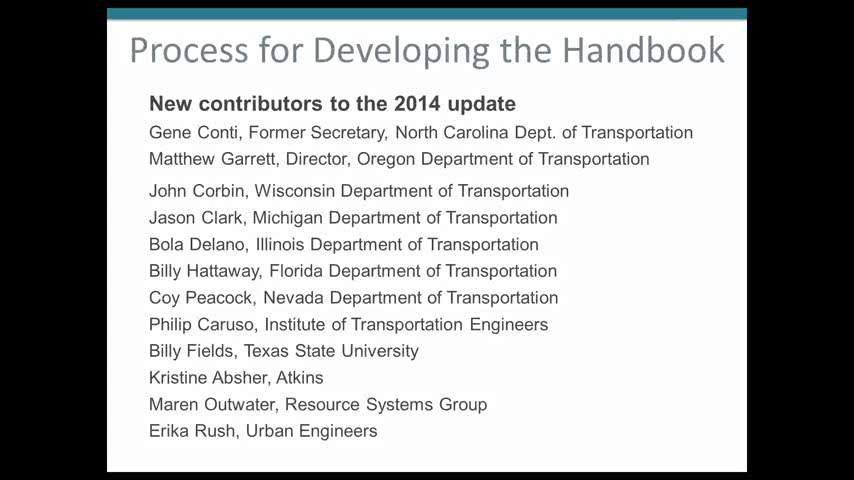 Process for Developing the Handbook
New contributors to the 2014 update
Gene Conti, Former Secretary, North Carolina Dept. of Transportation
Matthew Garrett, Director, Oregon Department of Transportation
John Corbin, Wisconsin Department of Transportation
Jason Clark, Michigan Department of Transportation
Bola Delano, Illinois Department of Transportation
Billy Hattaway, Florida Department of Transportation
Coy Peacock, Nevada Department of Transportation
Philip Caruso, Institute of Transportation Engineers
Billy Fields, Texas State University
Kristine Absher, Atkins
Maren Outwater, Resource Systems Group
Erika Rush, Urban Engineers